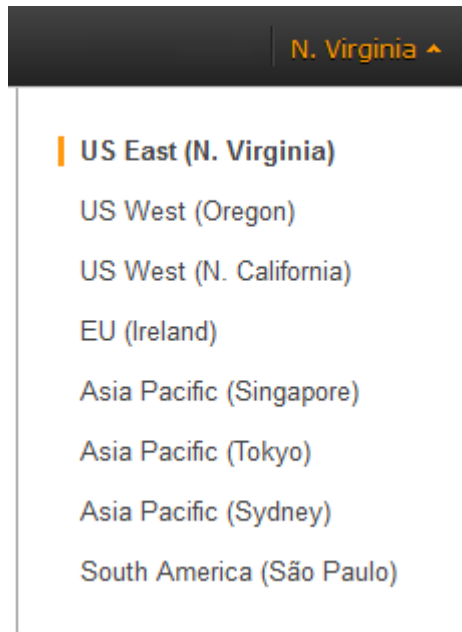 N. Virginia
US East (N. Virginia)
US West (Oregon)
US West (N. California)
EU (Ireland)
Asia Pacific (Singapore)
Asia Pacific (Tokyo)
Asia Pacific (Sydney)
South America (São Paulo)